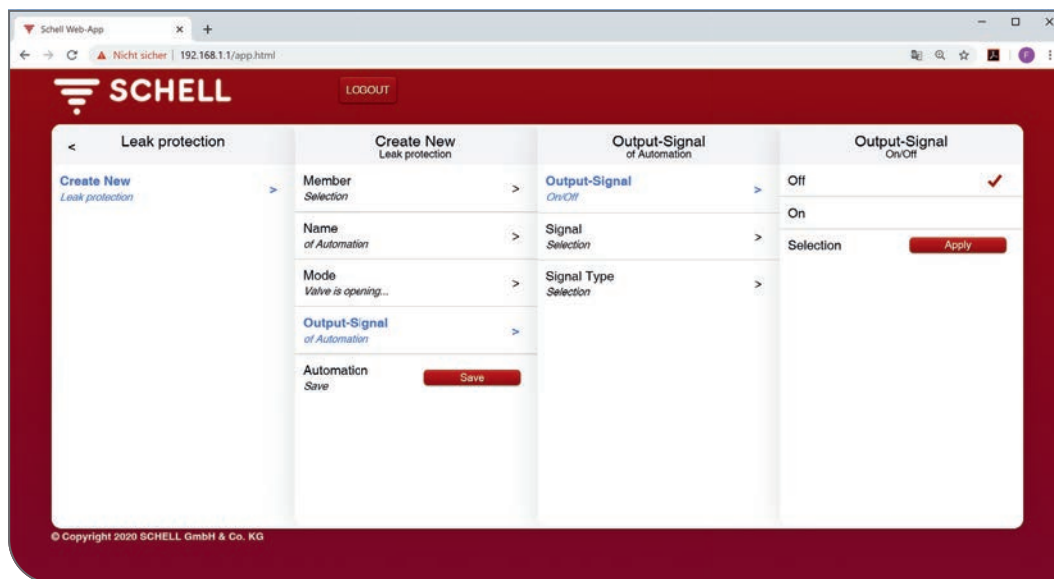 Schell Web-App
Nicht sicher | 192.168.1.1/app.html
F
SCHELL
LOGOUT
< Leak protection
Create New >
Leak protection
Create New
Leak protection
Member >
Selection
Name >
of Automation
Mode >
Valve is opening...
Output-Signal >
of Automation
Automation
Save
Save
Output-Signal
of Automation
Output-Signal >
On/Off
Signal >
Selection
Signal Type >
Selection
Output-Signal
On/Off
Off
On
Selection Apply
© Copyright 2020 SCHELL GmbH & Co. KG